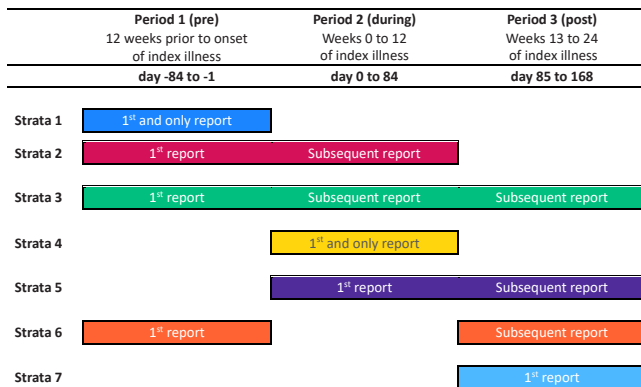 Period 1 (pre) Period 2 (during) Period 3 (post)
12 weeks prior to onset Weeks 0 to 12 Weeks 13 to 24
of index illness of index illness of index illness
day -84 to -1 day 0 to 84 day 85 to 168
Strata 1 1st and only report
Strata 2 1st report Subsequent report
Strata 3 1st report Subsequent report Subsequent report
Strata 4 1st and only report
Strata 5 1st report Subsequent report
Strata 6 1st report Subsequent report
Strata 7 1st report